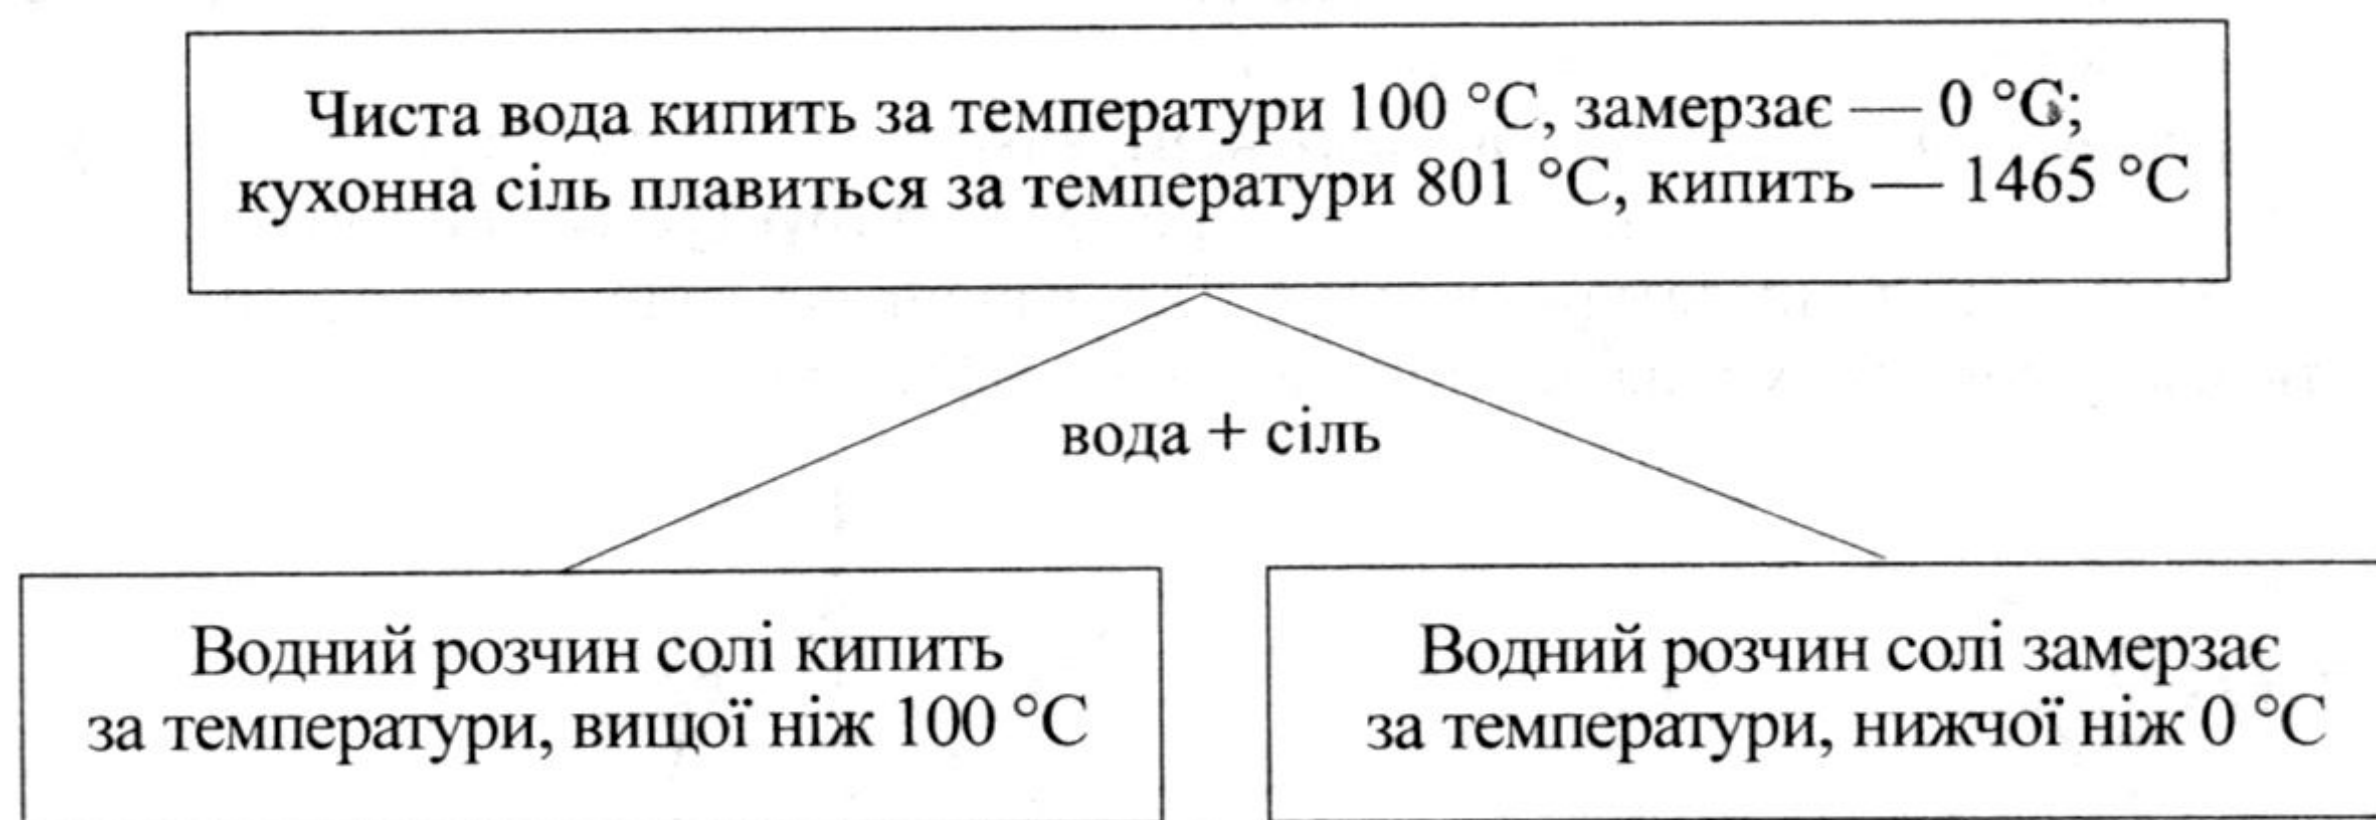 Чиста вода кипить за температури 100 °С, замерзає — 0 °С;
кухонна сіль плавиться за температури 801 °С, кипить — 1465 °С
вода + сіль
Водний розчин солі кипить
за температури, вищої ніж 100 °С
Водний розчин солі замерзає
за температури, нижчої ніж 0 °С